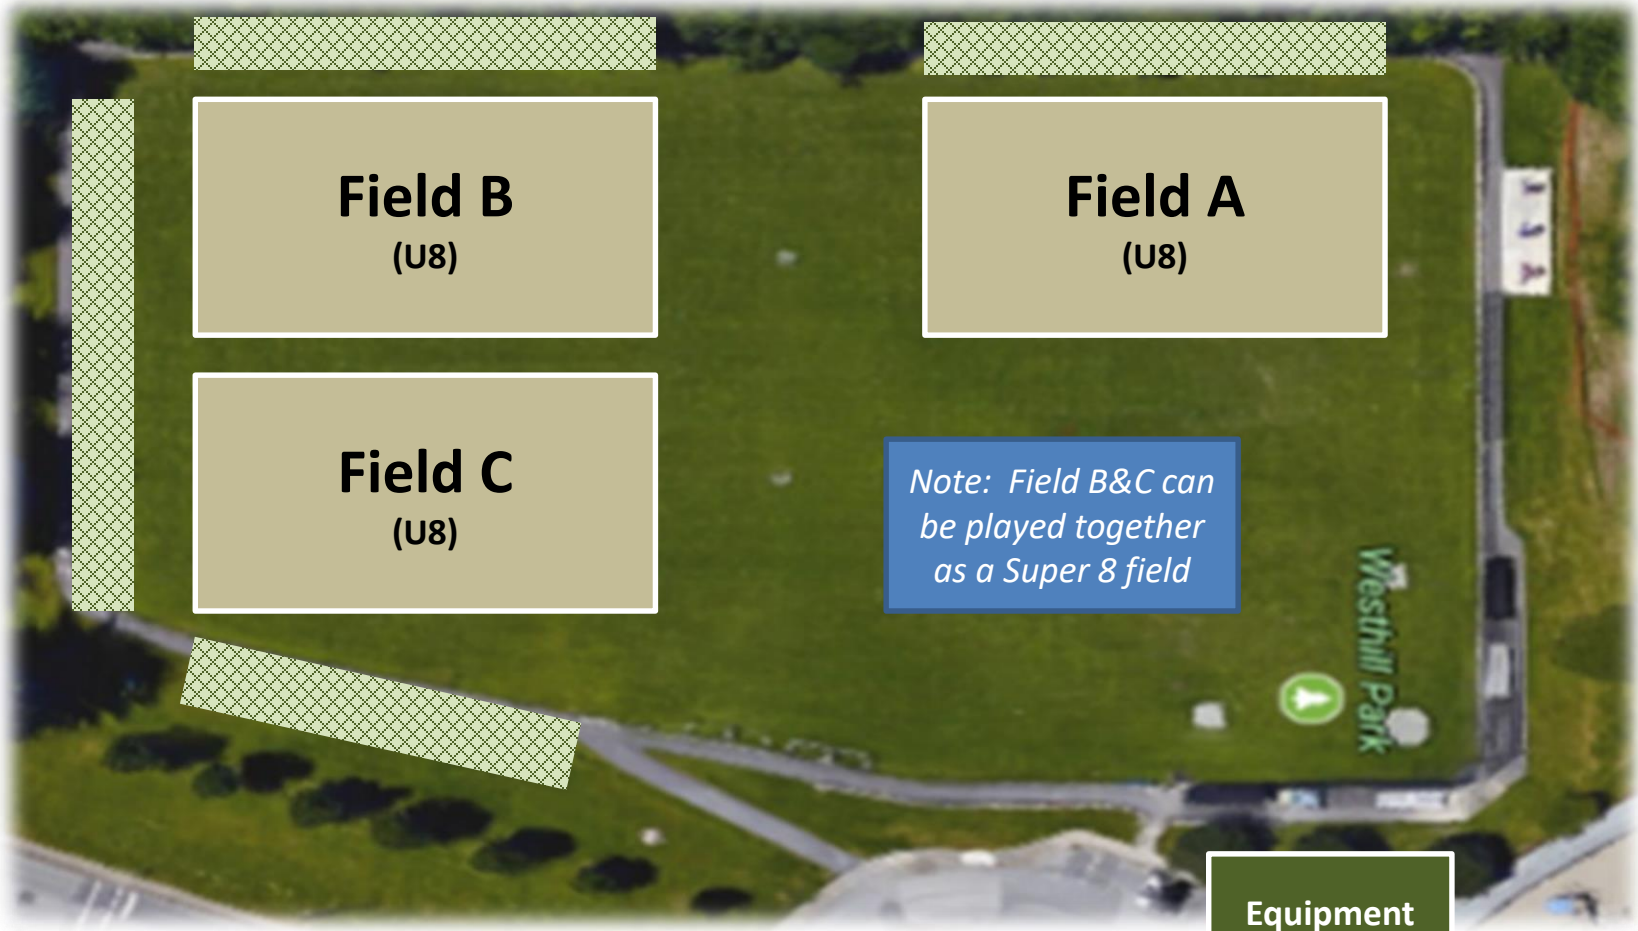 Field B
(U8)
Field A
(U8)
Field C
(U8)
Note:  Field B&C can
be played together
as a Super 8 field
Westhill Park
Equipment